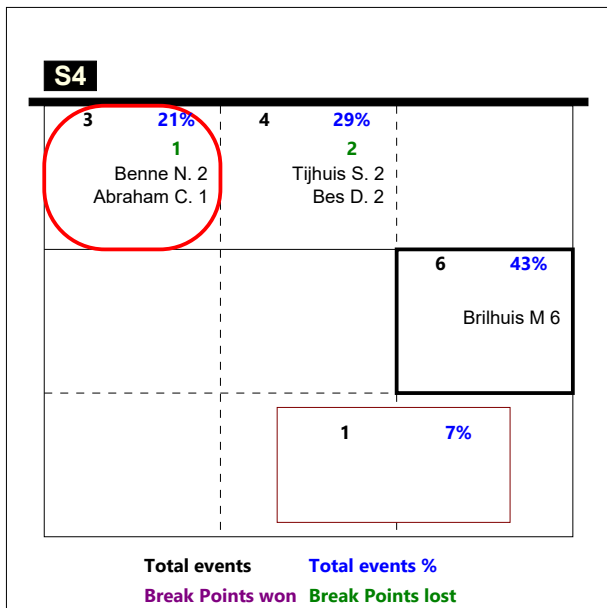 S4
3 21% 4 29%
1 2
Benne N. 2 Tijhuis S. 2
Abraham C. 1 Bes D. 2
6 43%
Brilhuis M 6
1 7%
Total events Total events %
Break Points won Break Points lost